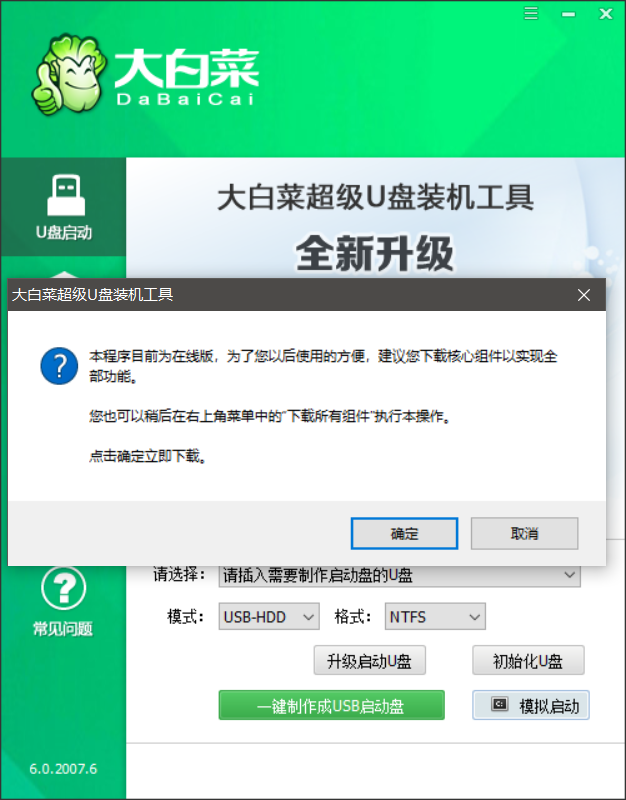 大白菜
DaBaiCai
U盘启动
大白菜超级U盘装机工具
全新升级
大白菜超级U盘装机工具
本程序目前为在线版，为了您以后使用的方便，建议您下载核心组件以实现全
部功能。
您也可以稍后在右上角菜单中的“下载所有组件”执行本操作。
点击确定立即下载。
确定
取消
请选择：
请插入需要制作启动盘的U盘
常见问题
模式：
USB-HDD
格式：
NTFS
升级启动U盘
初始化U盘
一键制作成USB启动盘
模拟启动
6.0.2007.6